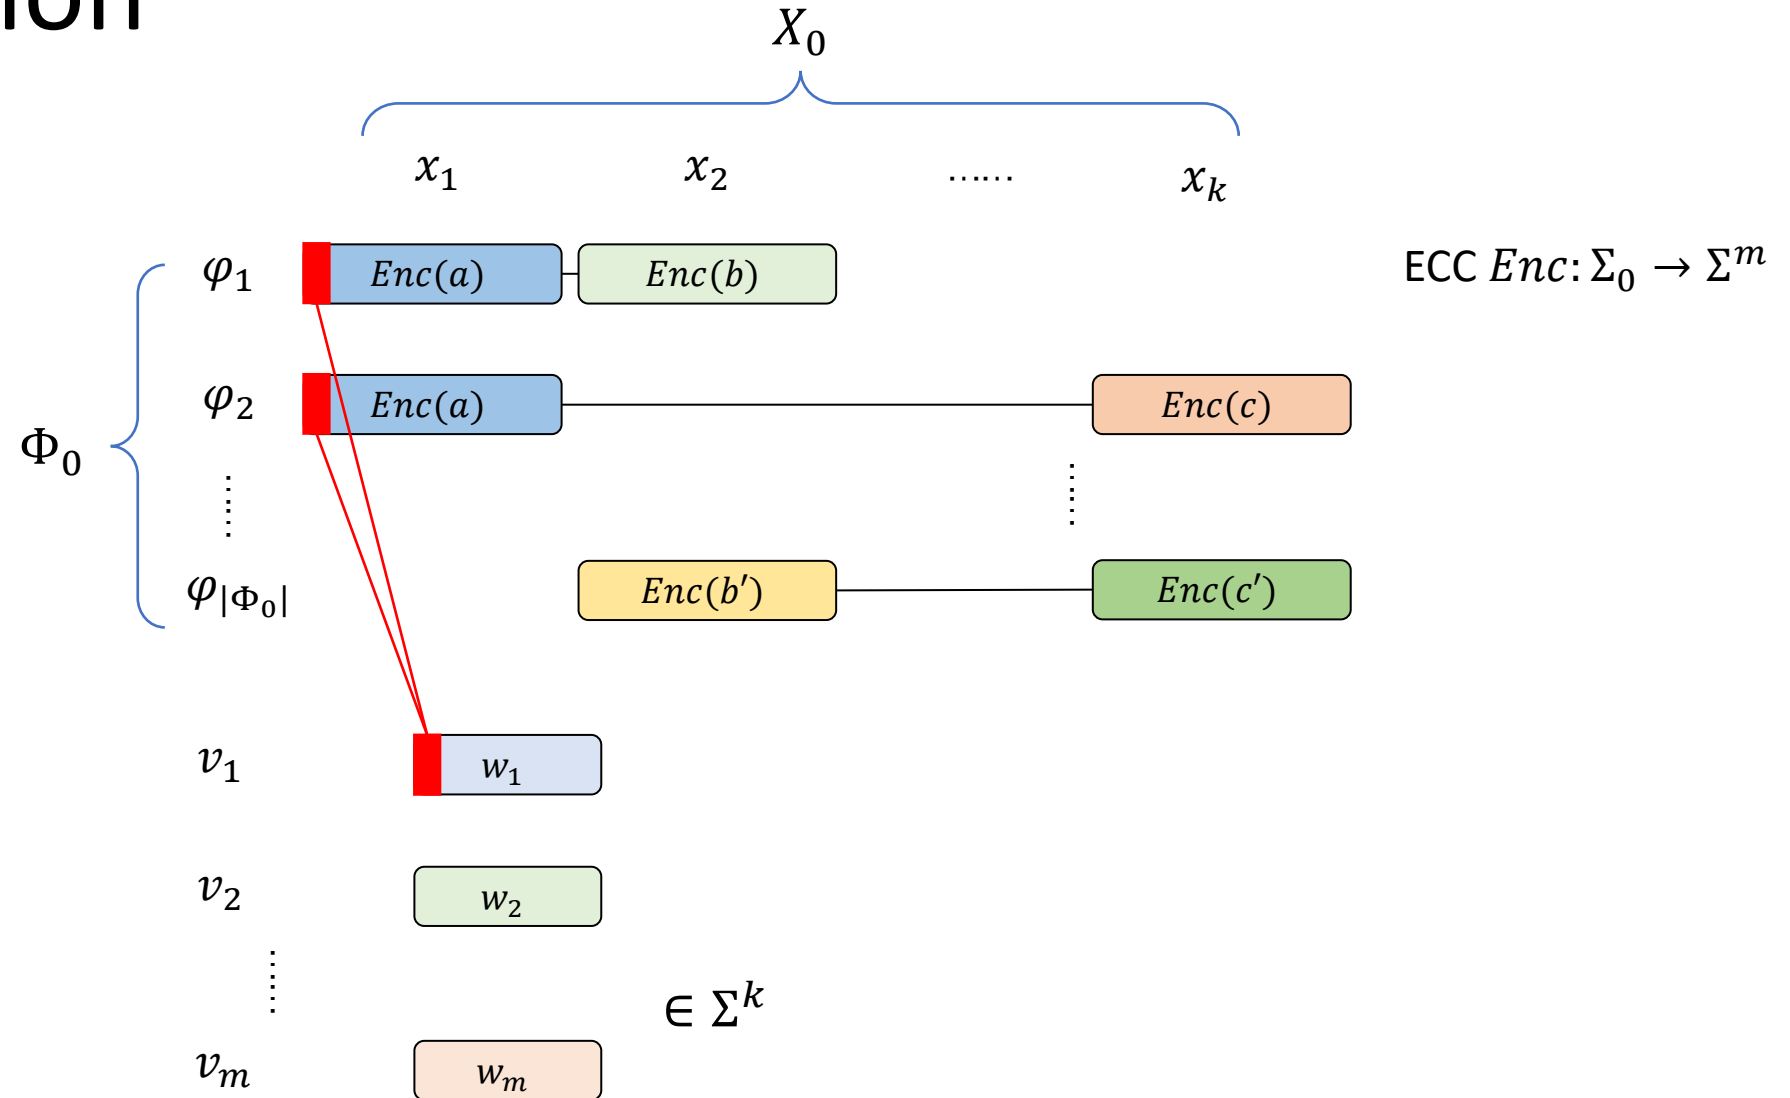 ion
X₀
x₁ x₂ …… xₖ
φ₁ Enc(a) Enc(b) ECC Enc: Σ₀ → Σᵐ
φ₂ Enc(a) Enc(c)
Φ₀
φ|Φ₀| Enc(b′) Enc(c′)
v₁ w₁
v₂ w₂
∈ Σᵏ
vₘ wₘ